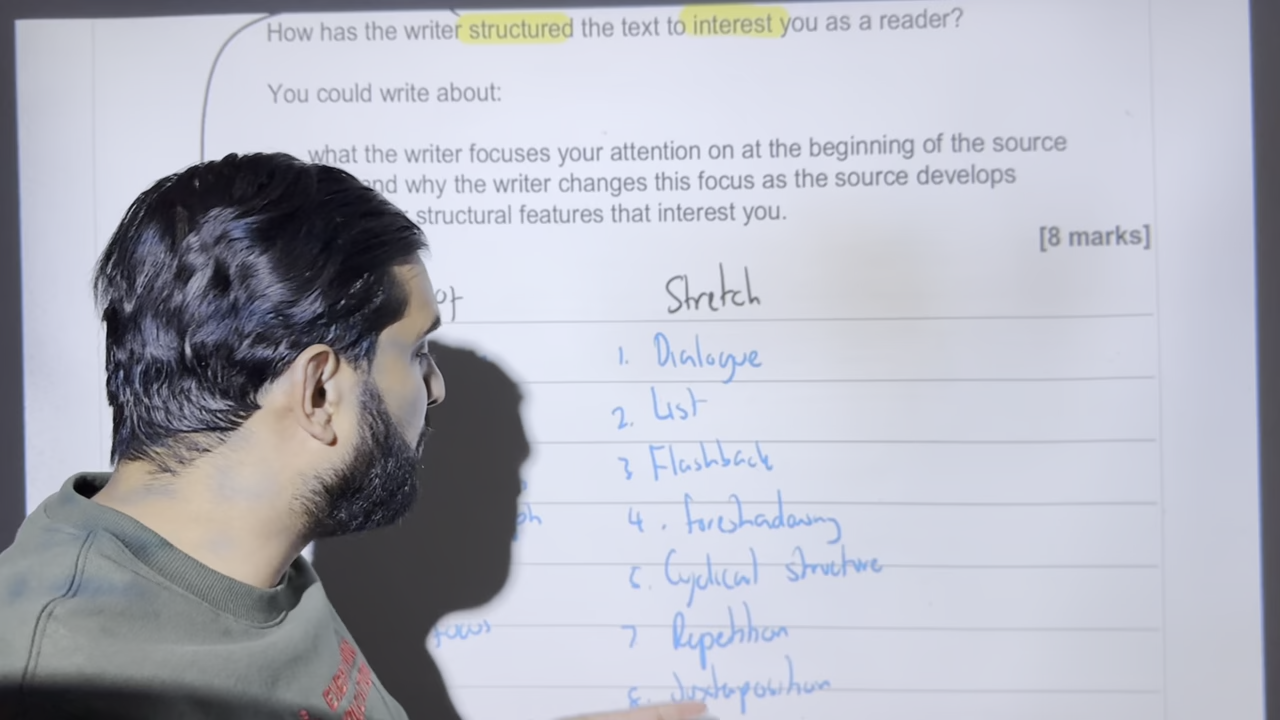 How has the writer structured the text to interest you as a reader?
You could write about:
what the writer focuses your attention on at the beginning of the source
and why the writer changes this focus as the source develops
structural features that interest you.
[8 marks]
of Stretch
1. Dialogue
2. List
3 Flashback
4. foreshadowing
Cyclical structure
focus 7 Repetition
8. Juxtaposition